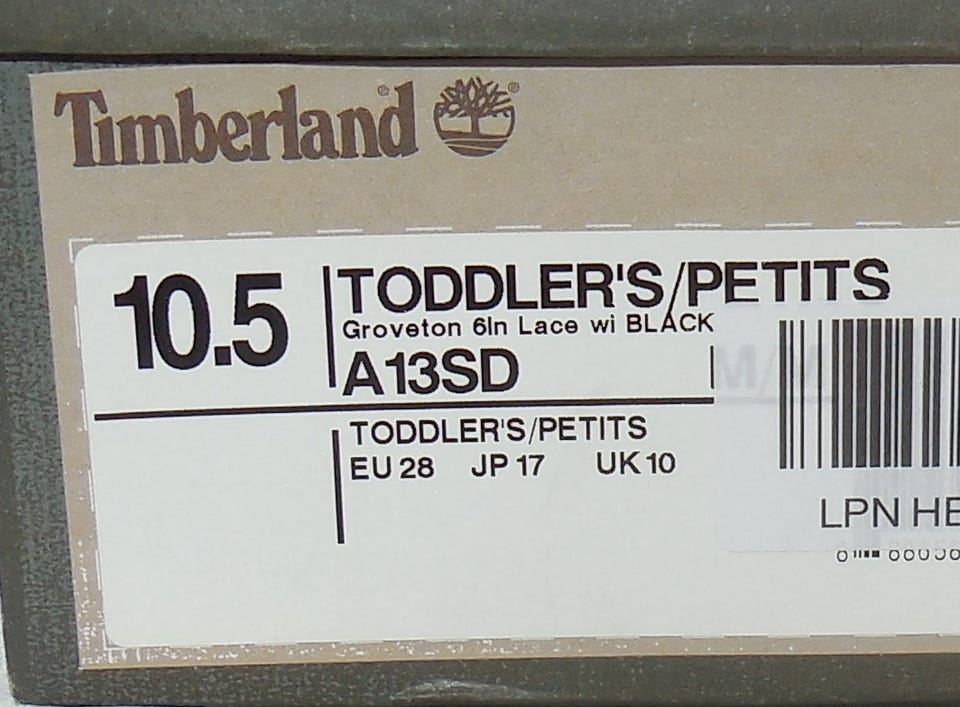 Timberland
10.5
TODDLER'S/PETITS
Groveton 6In Lace wi BLACK
A13SD
M/M
TODDLER'S/PETITS
EU 28 JP 17 UK 10
LPN HE